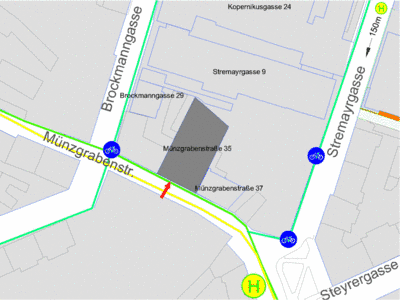 Kopernikusgasse 24
H
150m
Stremayrgasse 9
Brockmanngasse
Brockmanngasse 29
Stremayrgasse
Münzgrabenstr.
Münzgrabenstraße 35
Münzgrabenstraße 37
Steyrergasse
H